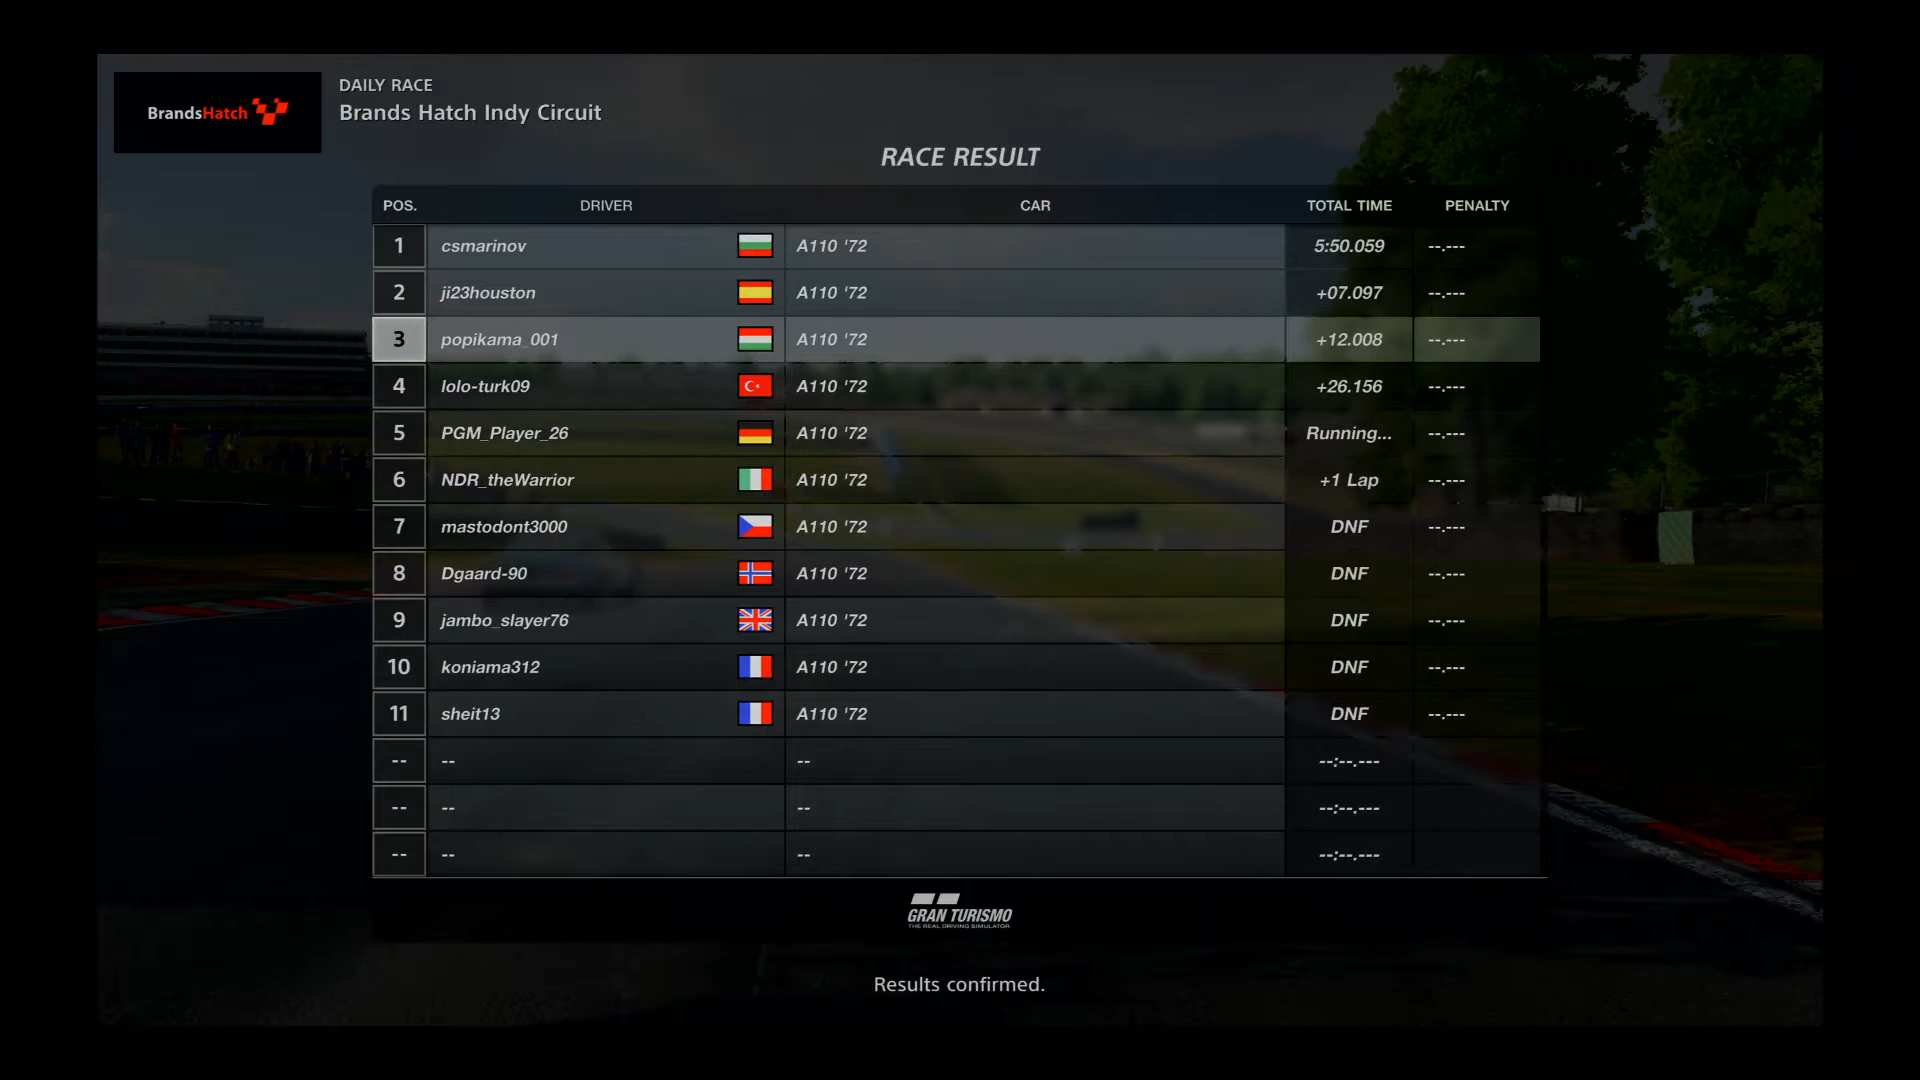 BrandsHatch
DAILY RACE
Brands Hatch Indy Circuit
RACE RESULT
POS. DRIVER CAR TOTAL TIME PENALTY
1 csmarinov A110 '72 5:50.059 --.---
2 ji23houston A110 '72 +07.097 --.---
3 popikama_001 A110 '72 +12.008 --.---
4 lolo-turk09 A110 '72 +26.156 --.---
5 PGM_Player_26 A110 '72 Running... --.---
6 NDR_theWarrior A110 '72 +1 Lap --.---
7 mastodont3000 A110 '72 DNF --.---
8 Dgaard-90 A110 '72 DNF --.---
9 jambo_slayer76 A110 '72 DNF --.---
10 koniama312 A110 '72 DNF --.---
11 sheit13 A110 '72 DNF --.---
-- -- -- --:--.---
-- -- -- --:--.---
-- -- -- --:--.---
GRAN TURISMO
THE REAL DRIVING SIMULATOR
Results confirmed.